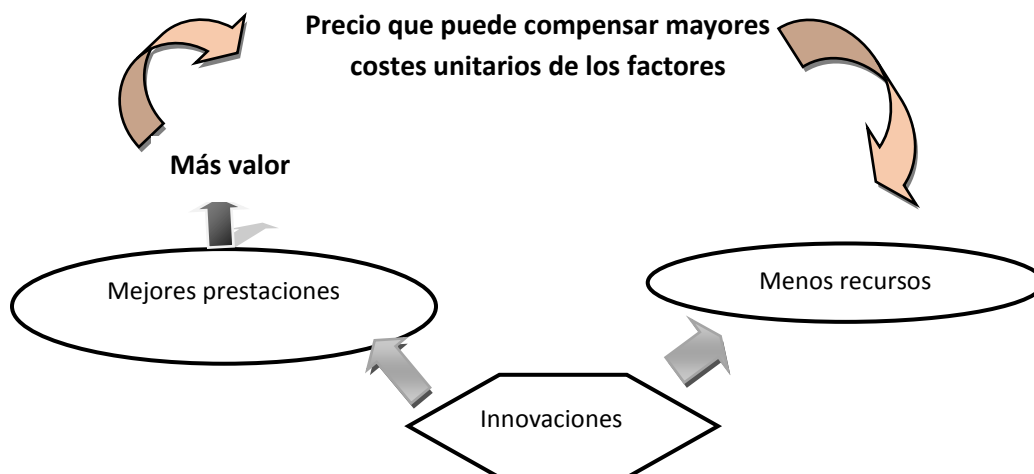 Precio que puede compensar mayores
costes unitarios de los factores
Más valor
Mejores prestaciones
Menos recursos
Innovaciones